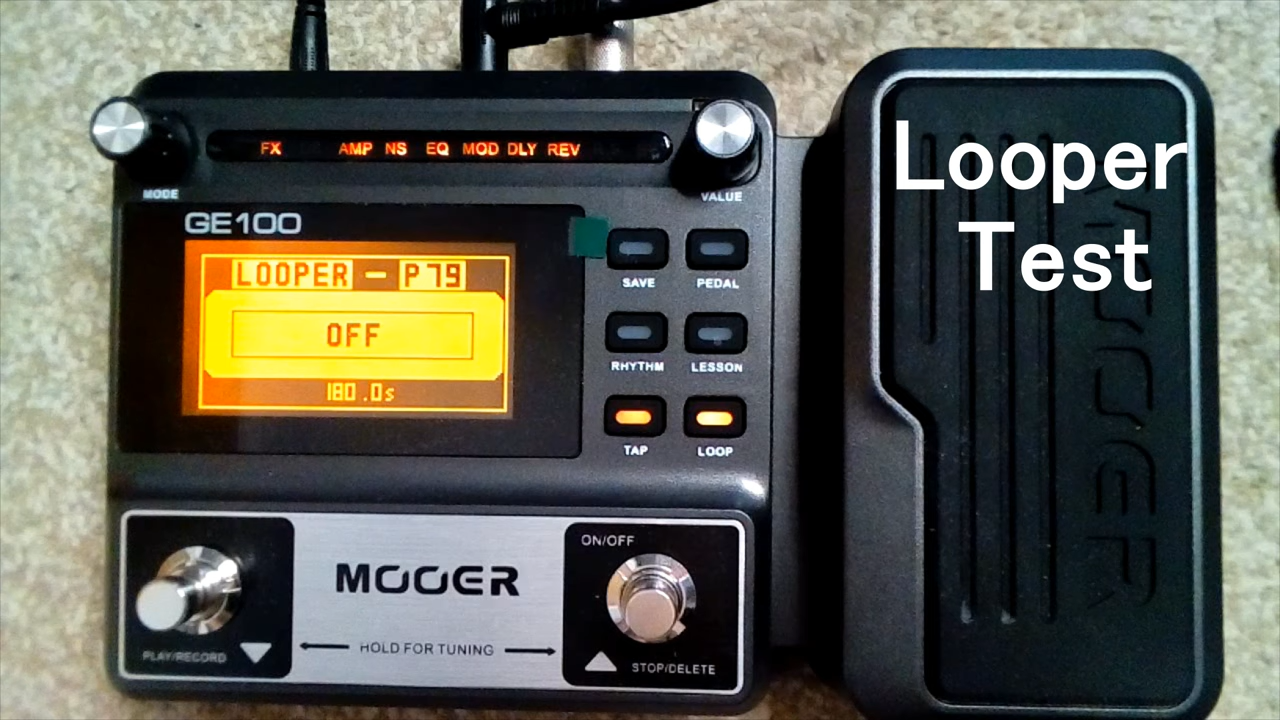 FX AMP NS EQ MOD DLY REV
MODE
VALUE
GE100
LOOPER - P79
OFF
180.0s
SAVE
PEDAL
RHYTHM
LESSON
TAP
LOOP
ON/OFF
MOOER
HOLD FOR TUNING
PLAY/RECORD
STOP/DELETE
Looper
Test
MOOER